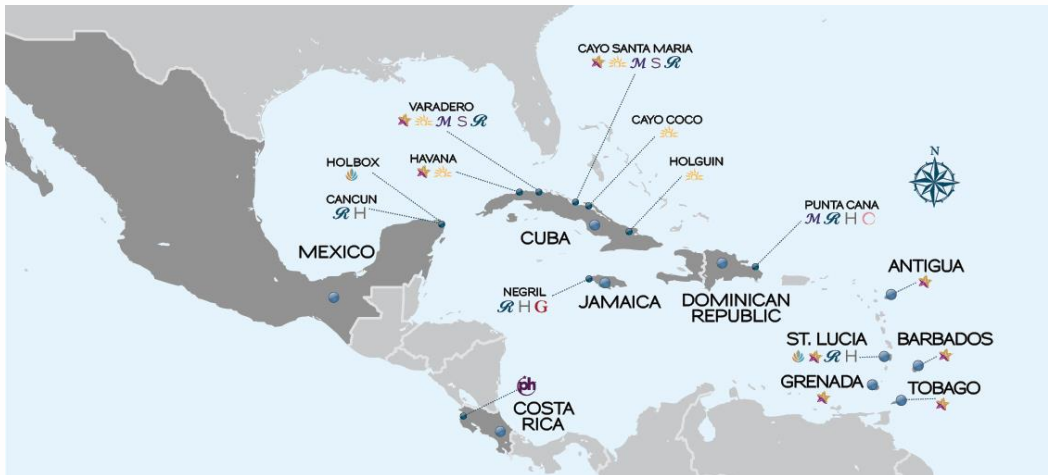 CAYO SANTA MARIA
M S R
VARADERO
M S R
CAYO COCO
HOLBOX
HAVANA
HOLGUIN
N
CANCUN
R H
PUNTA CANA
M R H C
CUBA
MEXICO
ANTIGUA
NEGRIL
R H G
JAMAICA
DOMINICAN
REPUBLIC
ST. LUCIA
R H
BARBADOS
GRENADA
TOBAGO
ph
COSTA
RICA